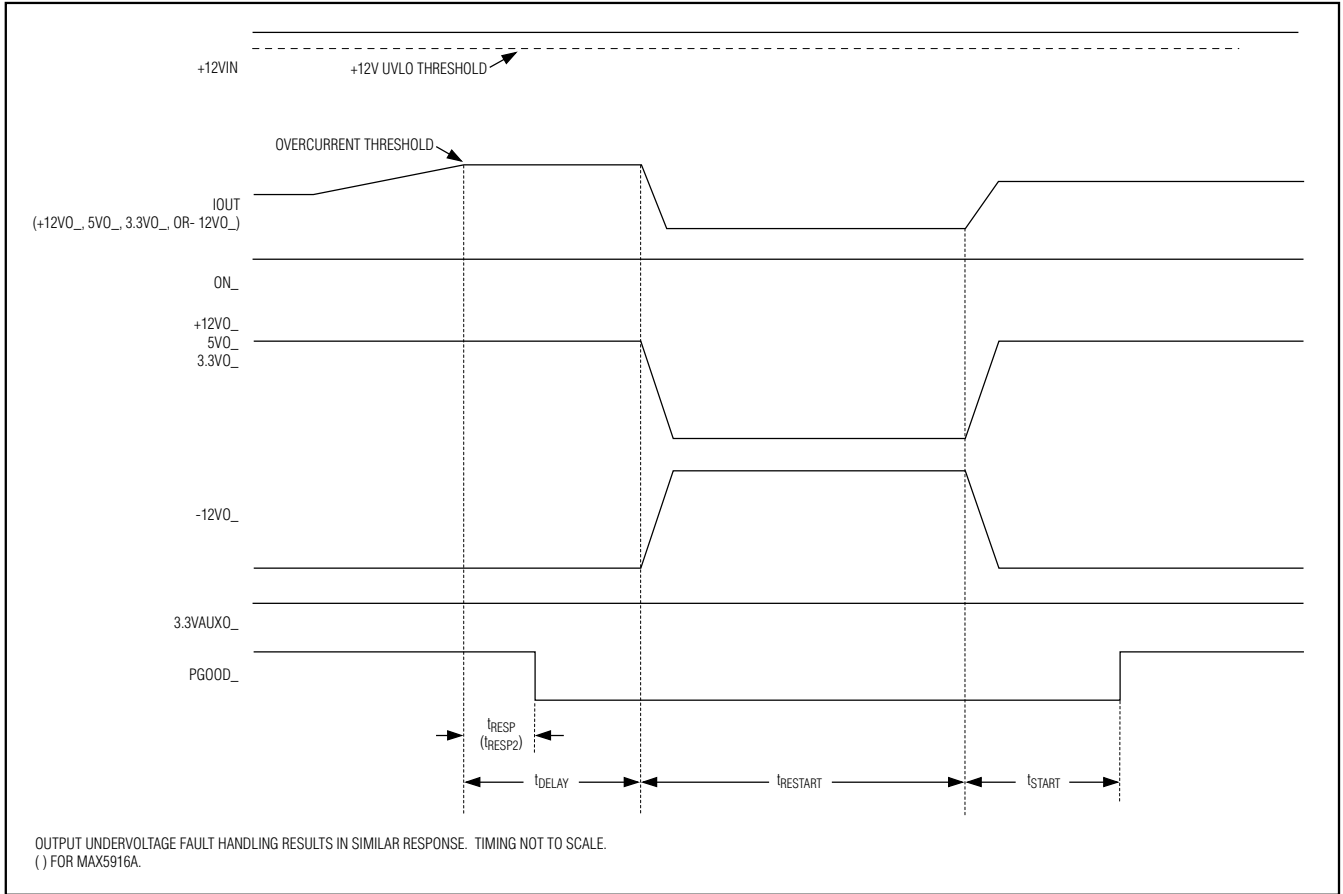 +12VIN
+12V UVLO THRESHOLD
OVERCURRENT THRESHOLD
IOUT
(+12VO_, 5VO_, 3.3VO_, OR- 12VO_)
ON_
+12VO_
5VO_
3.3VO_
-12VO_
3.3VAUXO_
PGOOD_
tRESP
(tRESP2)
tDELAY
tRESTART
tSTART
OUTPUT UNDERVOLTAGE FAULT HANDLING RESULTS IN SIMILAR RESPONSE. TIMING NOT TO SCALE.
( ) FOR MAX5916A.